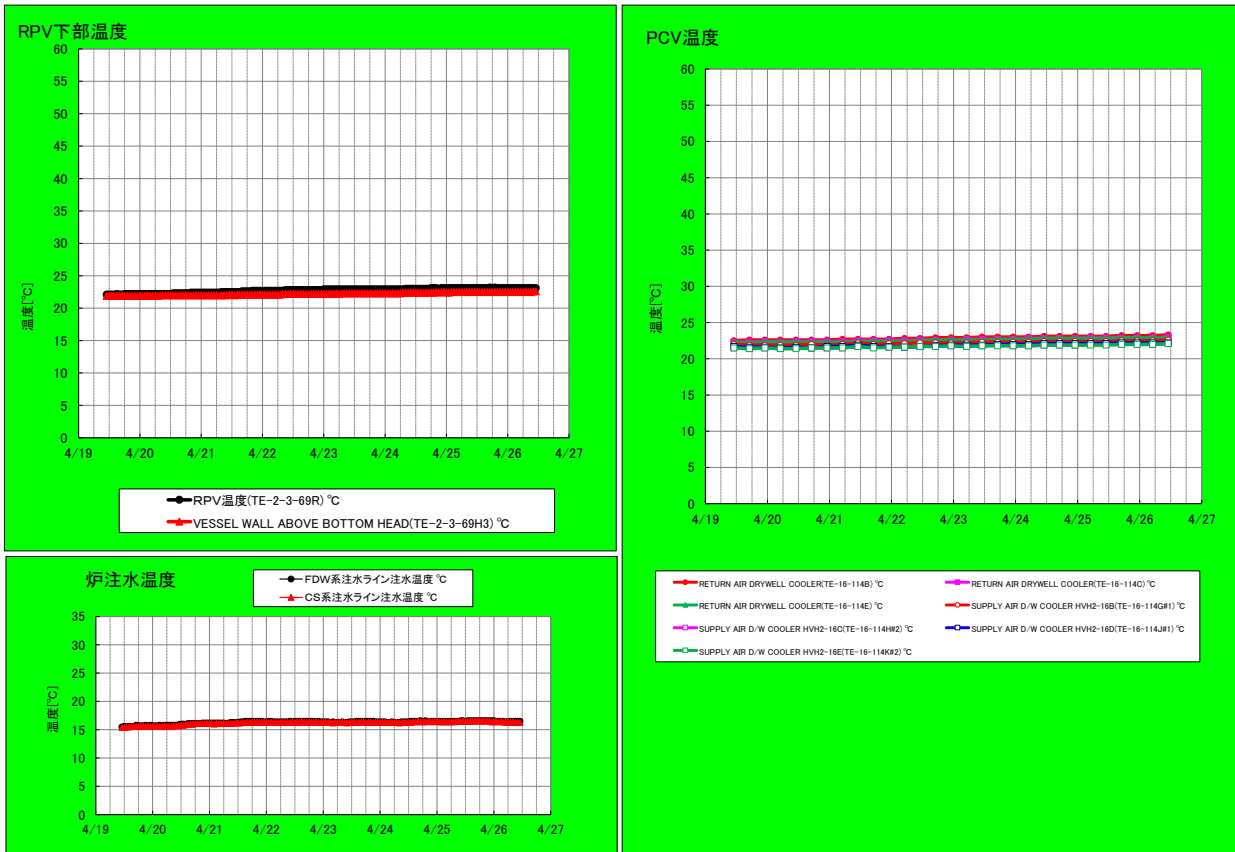 RPV下部温度
60
55
50
45
40
35
30
25
20
15
10
5
0
温度[℃]
4/19 4/20 4/21 4/22 4/23 4/24 4/25 4/26 4/27
RPV温度(TE-2-3-69R) ℃
VESSEL WALL ABOVE BOTTOM HEAD(TE-2-3-69H3) ℃
炉注水温度
FDW系注水ライン注水温度 ℃
CS系注水ライン注水温度 ℃
35
30
25
20
15
10
5
0
温度[℃]
4/19 4/20 4/21 4/22 4/23 4/24 4/25 4/26 4/27
PCV温度
60
55
50
45
40
35
30
25
20
15
10
5
0
温度[℃]
4/19 4/20 4/21 4/22 4/23 4/24 4/25 4/26 4/27
RETURN AIR DRYWELL COOLER(TE-16-114B) ℃
RETURN AIR DRYWELL COOLER(TE-16-114C) ℃
RETURN AIR DRYWELL COOLER(TE-16-114E) ℃
SUPPLY AIR D/W COOLER HVH2-16B(TE-16-114G#1) ℃
SUPPLY AIR D/W COOLER HVH2-16C(TE-16-114H#2) ℃
SUPPLY AIR D/W COOLER HVH2-16D(TE-16-114J#1) ℃
SUPPLY AIR D/W COOLER HVH2-16E(TE-16-114K#2) ℃